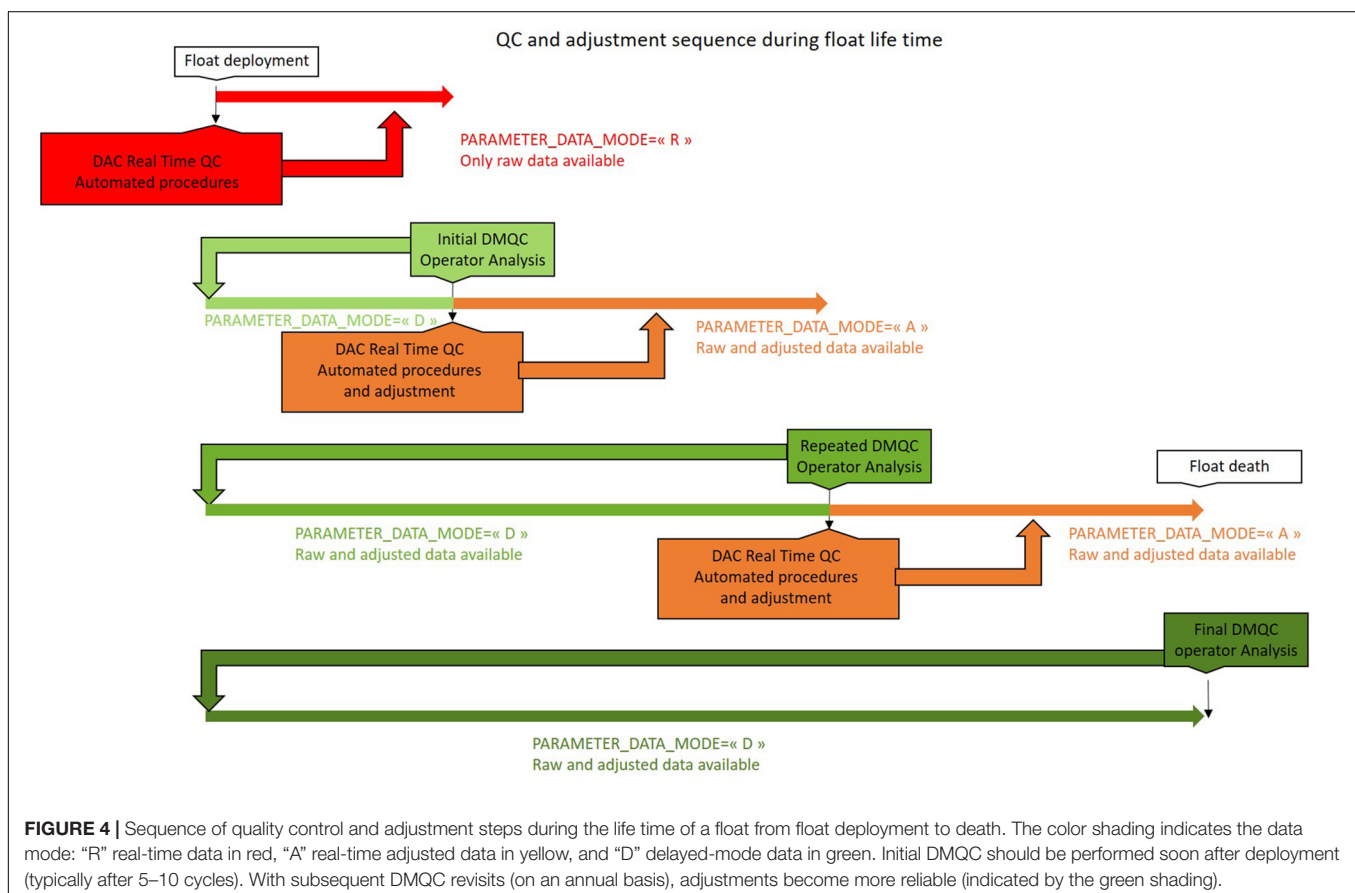 QC and adjustment sequence during float life time
Float deployment
DAC Real Time QC
Automated procedures
PARAMETER_DATA_MODE=« R »
Only raw data available
Initial DMQC
Operator Analysis
PARAMETER_DATA_MODE=« D »
DAC Real Time QC
Automated procedures
and adjustment
PARAMETER_DATA_MODE=« A »
Raw and adjusted data available
Repeated DMQC
Operator Analysis
Float death
PARAMETER_DATA_MODE=« D »
Raw and adjusted data available
DAC Real Time QC
Automated procedures
and adjustment
PARAMETER_DATA_MODE=« A »
Raw and adjusted data available
Final DMQC
operator Analysis
PARAMETER_DATA_MODE=« D »
Raw and adjusted data available
FIGURE 4 | Sequence of quality control and adjustment steps during the life time of a float from float deployment to death. The color shading indicates the data
mode: “R” real-time data in red, “A” real-time adjusted data in yellow, and “D” delayed-mode data in green. Initial DMQC should be performed soon after deployment
(typically after 5–10 cycles). With subsequent DMQC revisits (on an annual basis), adjustments become more reliable (indicated by the green shading).